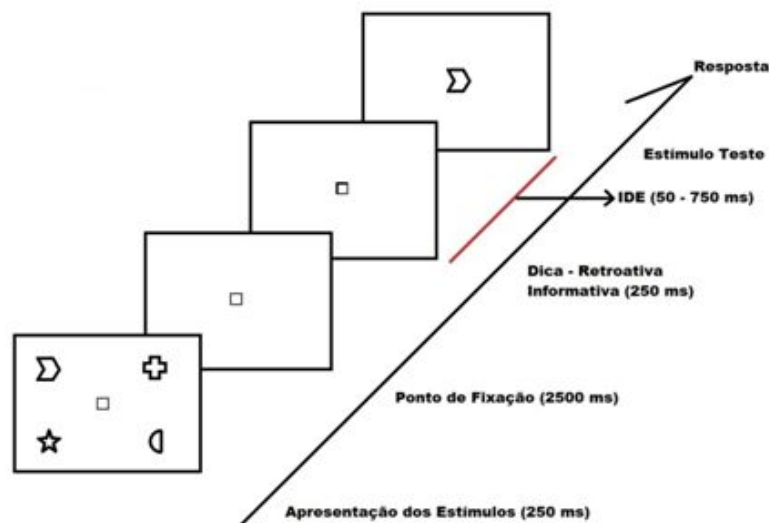 Resposta
Estímulo Teste
IDE (50 - 750 ms)
Dica - Retroativa
Informativa (250 ms)
Ponto de Fixação (2500 ms)
Apresentação dos Estímulos (250 ms)